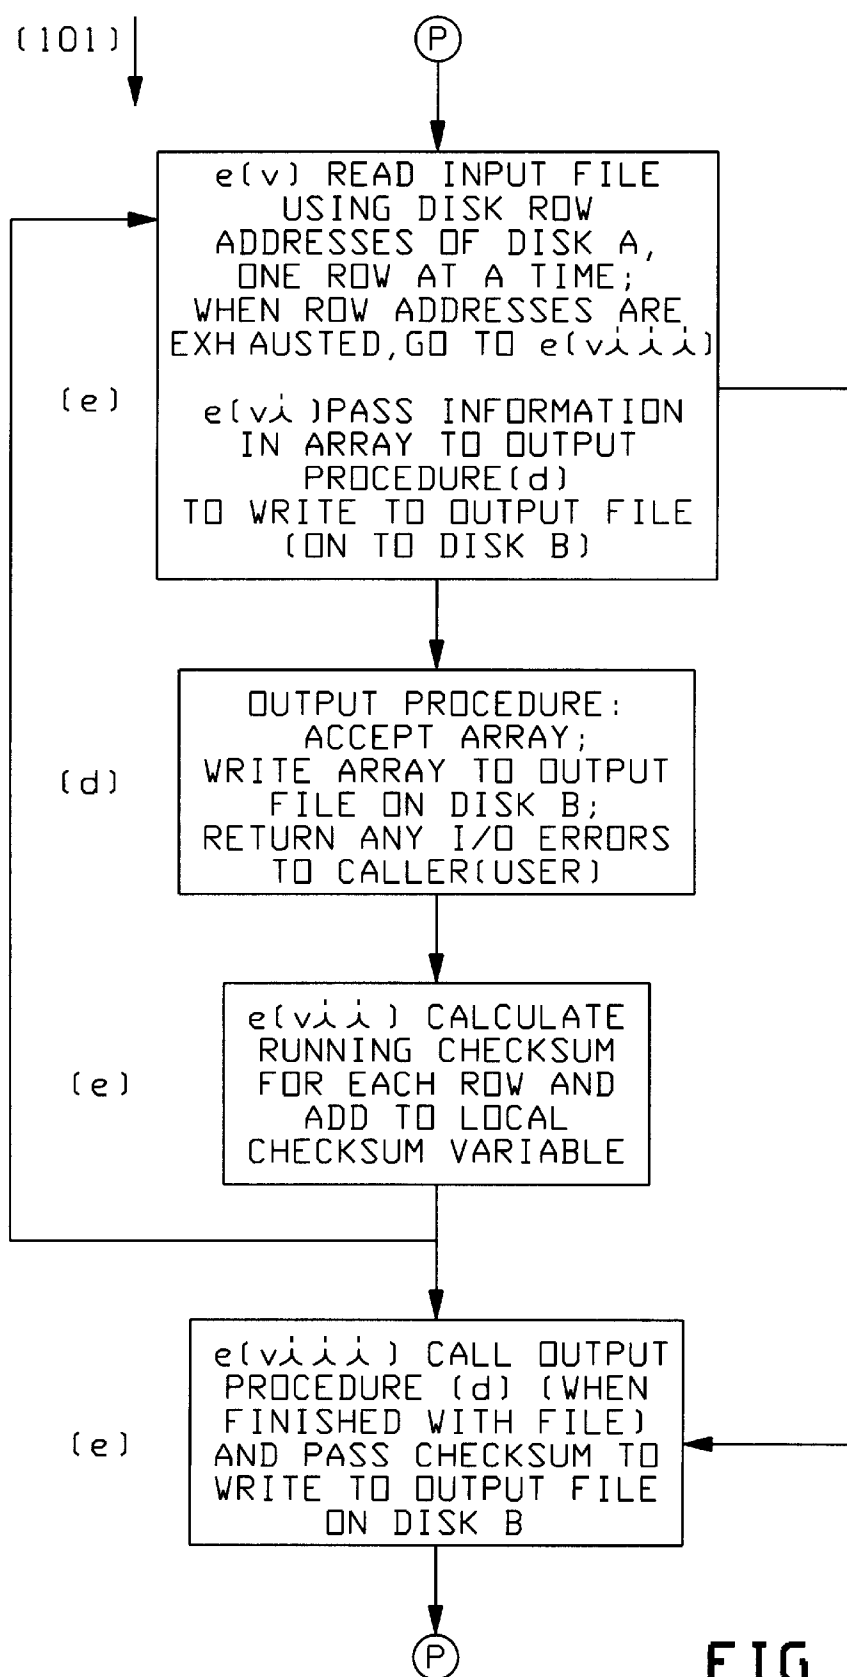 (101)
P
e(v) READ INPUT FILE
USING DISK ROW
ADDRESSES OF DISK A,
ONE ROW AT A TIME;
WHEN ROW ADDRESSES ARE
EXHAUSTED,GO TO e(viii)
(e)
e(vi)PASS INFORMATION
IN ARRAY TO OUTPUT
PROCEDURE(d)
TO WRITE TO OUTPUT FILE
(ON TO DISK B)
OUTPUT PROCEDURE:
ACCEPT ARRAY;
(d)
WRITE ARRAY TO OUTPUT
FILE ON DISK B;
RETURN ANY I/O ERRORS
TO CALLER(USER)
e(vii) CALCULATE
RUNNING CHECKSUM
(e)
FOR EACH ROW AND
ADD TO LOCAL
CHECKSUM VARIABLE
e(viii) CALL OUTPUT
PROCEDURE (d) (WHEN
FINISHED WITH FILE)
(e)
AND PASS CHECKSUM TO
WRITE TO OUTPUT FILE
ON DISK B
P
FIG